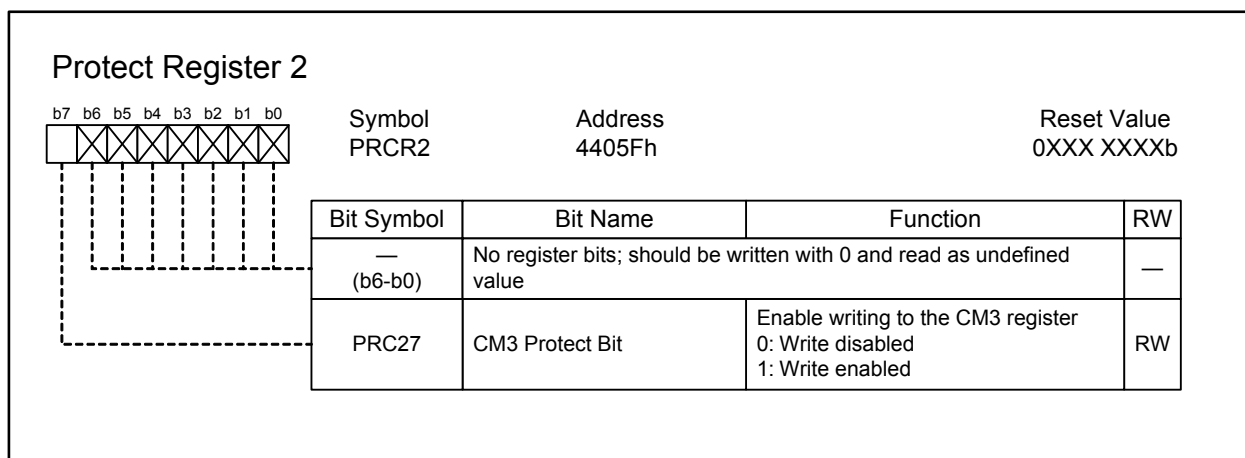 Protect Register 2
b7 b6 b5 b4 b3 b2 b1 b0
Symbol Address Reset Value
PRCR2 4405Fh 0XXX XXXXb
Bit Symbol Bit Name Function RW
—
(b6-b0)
No register bits; should be written with 0 and read as undefined
value
—
PRC27
CM3 Protect Bit
Enable writing to the CM3 register
0: Write disabled
1: Write enabled
RW